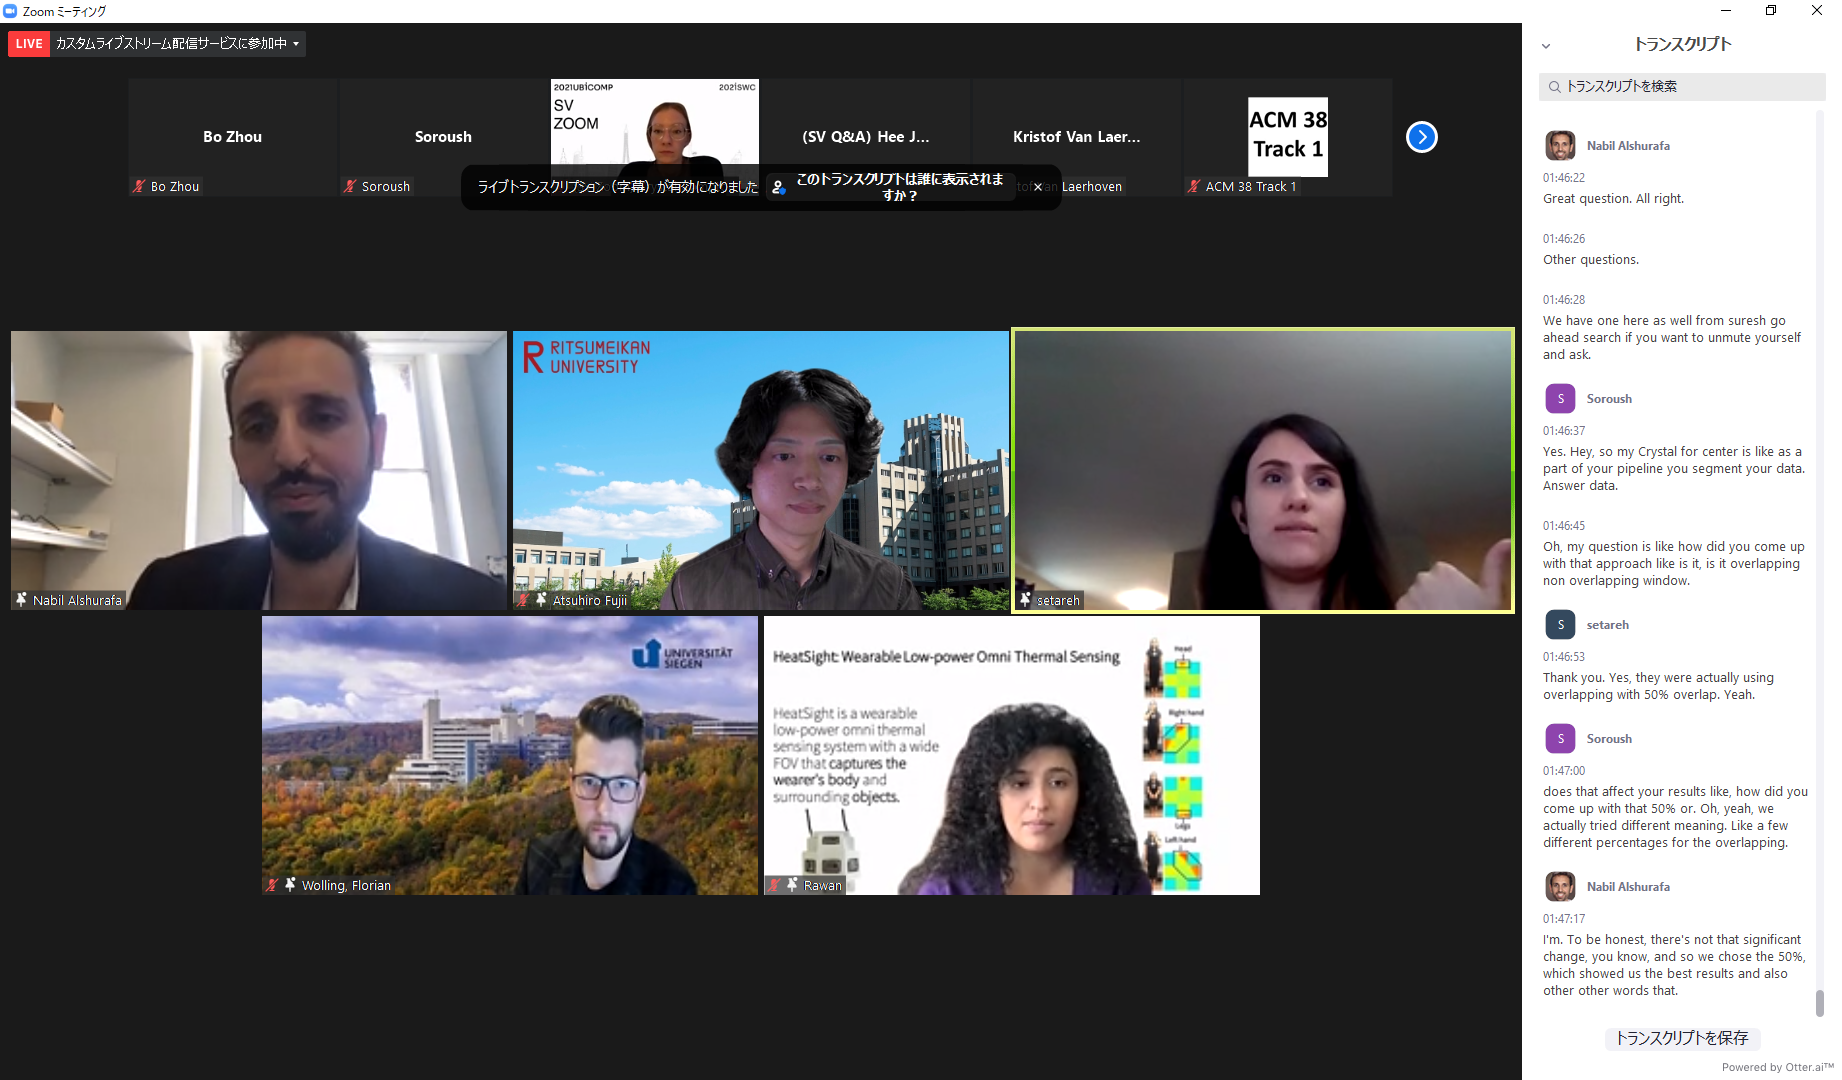 Zoom ミーティング
LIVE カスタムライブストリーム配信サービスに参加中
Bo Zhou
Bo Zhou
Soroush
Soroush
2021UBICOMP
2021ISWC
SV
ZOOM
(SV Q&A) Hee J...
Kristof Van Laer...
Laerhoven
ACM 38
Track 1
ACM 38 Track 1
ライブトランスクリプション（字幕）が有効になりました
このトランスクリプトは誰に表示されま
すか？
Nabil Alshurafa
RITSUMEIKAN
UNIVERSITY
Atsuhiro Fujii
setareh
UNIVERSITÄT
SIEGEN
Wolling, Florian
HeatSight: Wearable Low-power Omni Thermal Sensing
HeatSight is a wearable
low-power omni thermal
sensing system with a wide
FOV that captures the
wearer's body and
surrounding objects.
Head
Right hand
Legs
Left hand
Rawan
トランスクリプト
トランスクリプトを検索
Nabil Alshurafa
01:46:22
Great question. All right.
01:46:26
Other questions.
01:46:28
We have one here as well from suresh go
ahead search if you want to unmute yourself
and ask.
S Soroush
01:46:37
Yes. Hey, so my Crystal for center is like as a
part of your pipeline you segment your data.
Answer data.
01:46:45
Oh, my question is like how did you come up
with that approach like is it, is it overlapping
non overlapping window.
S setareh
01:46:53
Thank you. Yes, they were actually using
overlapping with 50% overlap. Yeah.
S Soroush
01:47:00
does that affect your results like, how did you
come up with that 50% or. Oh, yeah, we
actually tried different meaning. Like a few
different percentages for the overlapping.
Nabil Alshurafa
01:47:17
I'm. To be honest, there's not that significant
change, you know, and so we chose the 50%,
which showed us the best results and also
other other words that.
トランスクリプトを保存
Powered by Otter.ai™